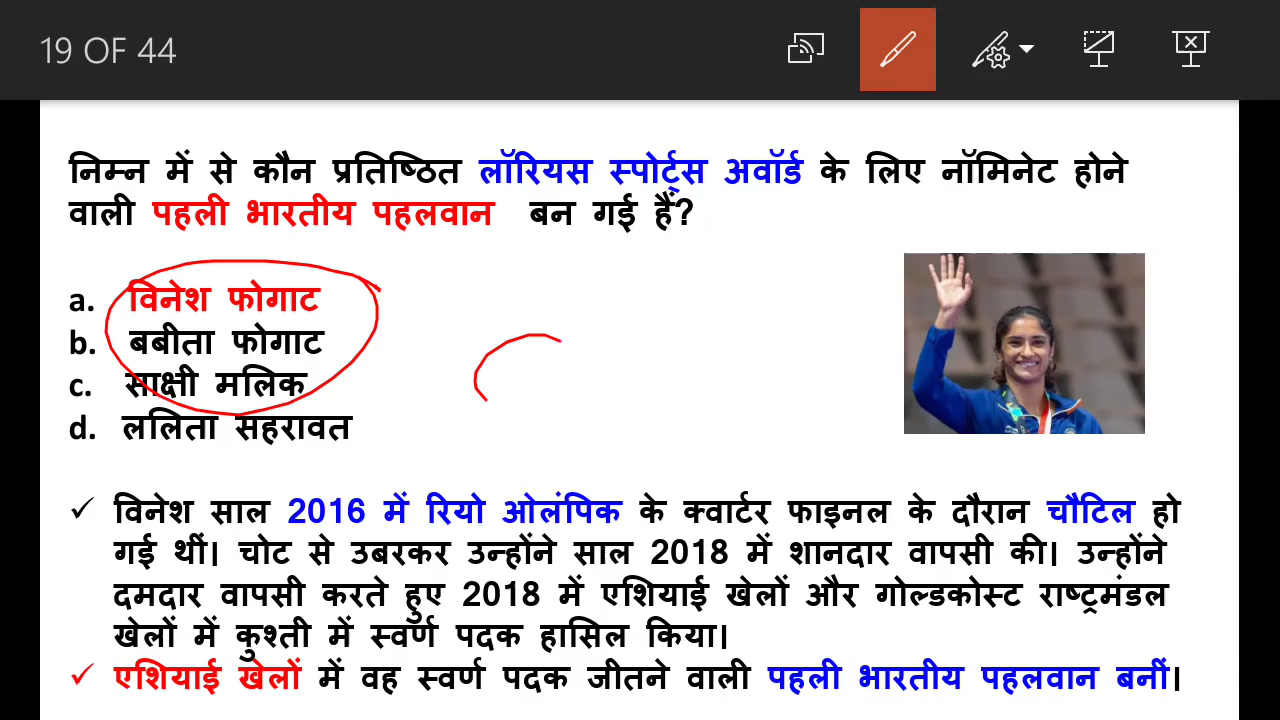 19 OF 44
निम्न में से कौन प्रतिष्ठित लॉरियस स्पोर्ट्स अवॉर्ड के लिए नॉमिनेट होने
वाली पहली भारतीय पहलवान बन गई हैं?
a. विनेश फोगाट
b. बबीता फोगाट
c. साक्षी मलिक
d. ललिता सहरावत
✓ विनेश साल 2016 में रियो ओलंपिक के क्वार्टर फाइनल के दौरान चौटिल हो
गई थीं। चोट से उबरकर उन्होंने साल 2018 में शानदार वापसी की। उन्होंने
दमदार वापसी करते हुए 2018 में एशियाई खेलों और गोल्डकोस्ट राष्ट्रमंडल
खेलों में कुश्ती में स्वर्ण पदक हासिल किया।
✓ एशियाई खेलों में वह स्वर्ण पदक जीतने वाली पहली भारतीय पहलवान बनीं।